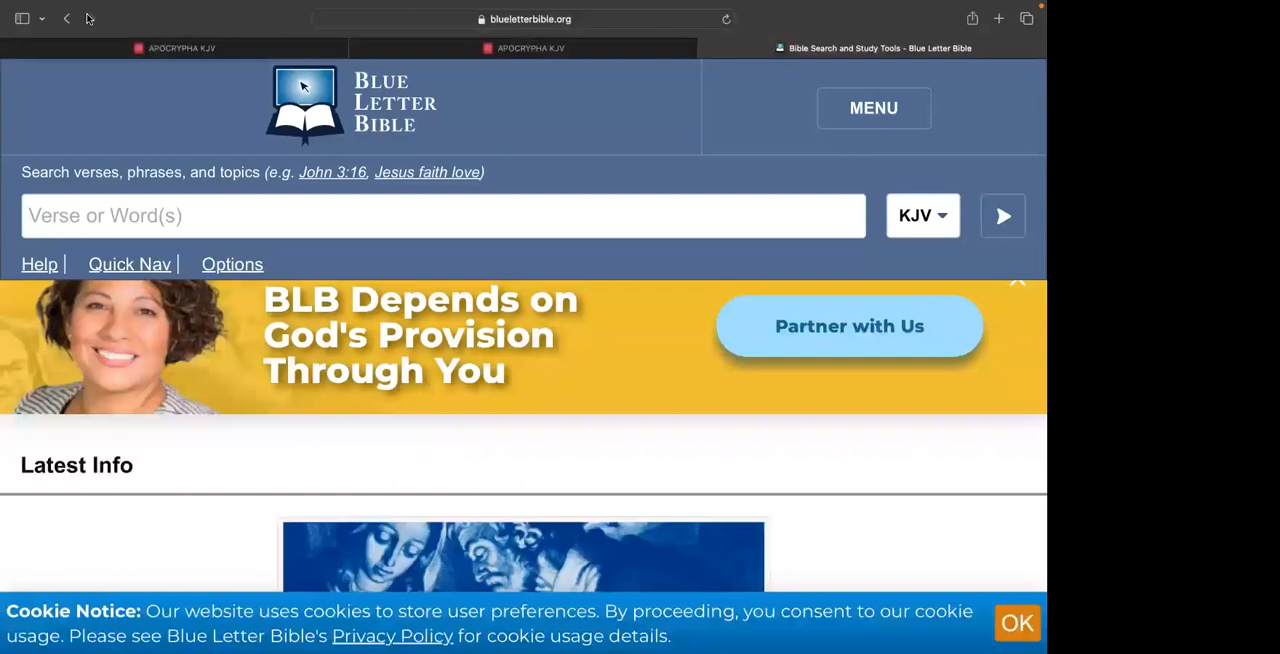 blueletterbible.org
APOCRYPHA KJV
APOCRYPHA KJV
Bible Search and Study Tools - Blue Letter Bible
BLUE
LETTER
BIBLE
MENU
Search verses, phrases, and topics (e.g. John 3:16, Jesus faith love)
Verse or Word(s)
KJV
Help | Quick Nav | Options
BLB Depends on
God's Provision
Through You
Partner with Us
Latest Info
Cookie Notice: Our website uses cookies to store user preferences. By proceeding, you consent to our cookie
usage. Please see Blue Letter Bible's Privacy Policy for cookie usage details.
OK